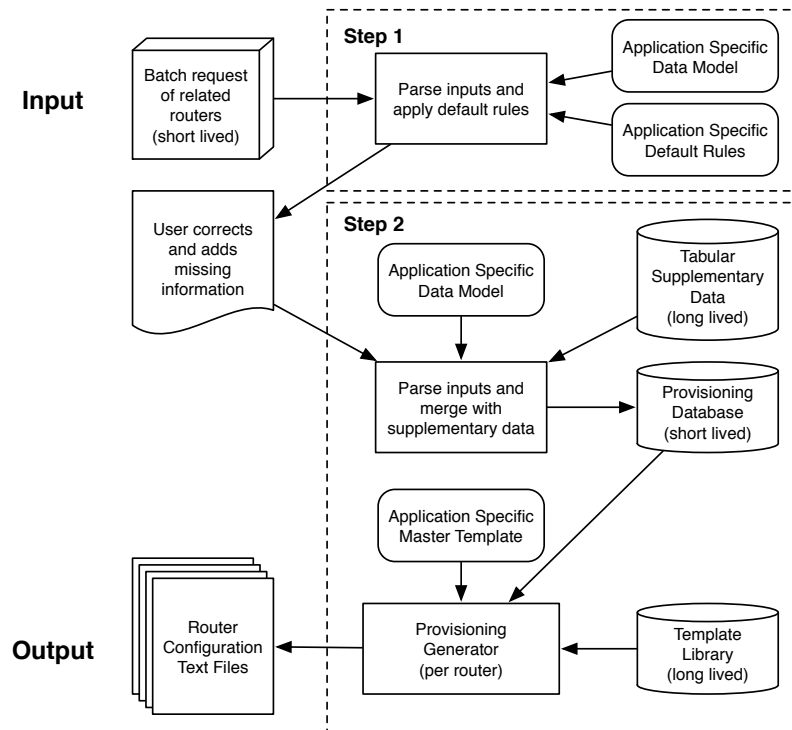 Step 1
Input
Batch request
of related
routers
(short lived)
Parse inputs and
apply default rules
Application Specific
Data Model
Application Specific
Default Rules
User corrects
and adds
missing
information
Step 2
Application Specific
Data Model
Tabular
Supplementary
Data
(long lived)
Parse inputs and
merge with
supplementary data
Provisioning
Database
(short lived)
Application Specific
Master Template
Output
Router
Configuration
Text Files
Provisioning
Generator
(per router)
Template
Library
(long lived)